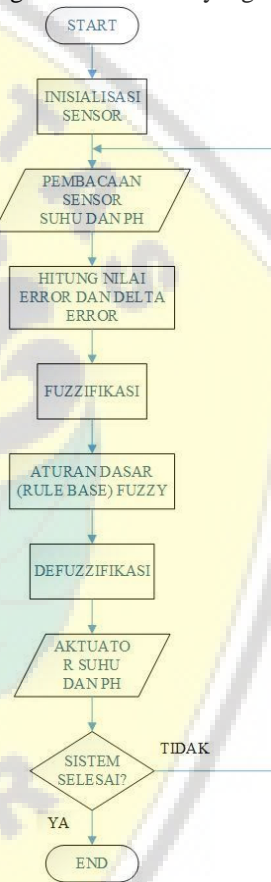 START
INISIALISASI
SENSOR
PEMBACAAN
SENSOR
SUHU DAN PH
HITUNG NILAI
ERROR DAN DELTA
ERROR
FUZZIFIKASI
ATURAN DASAR
(RULE BASE) FUZZY
DEFUZZIFIKASI
AKTUATO
R SUHU
DAN PH
SISTEM
SELESAI?
TIDAK
YA
END